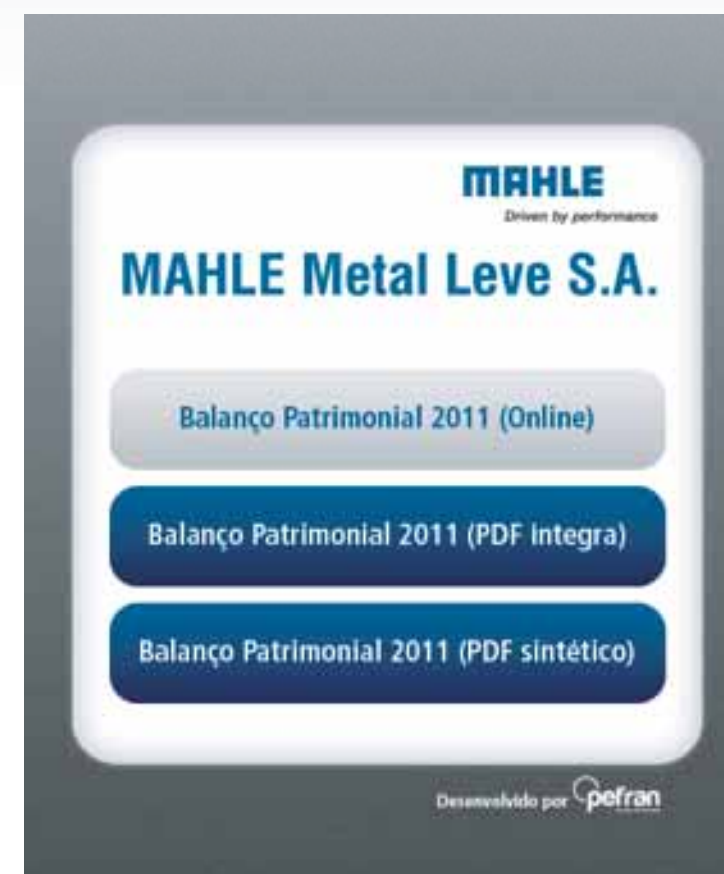 MAHLE
Driven by performance
MAHLE Metal Leve S.A.
Balanço Patrimonial 2011 (Online)
Balanço Patrimonial 2011 (PDF integra)
Balanço Patrimonial 2011 (PDF sintético)
Desenvolvido por pefran